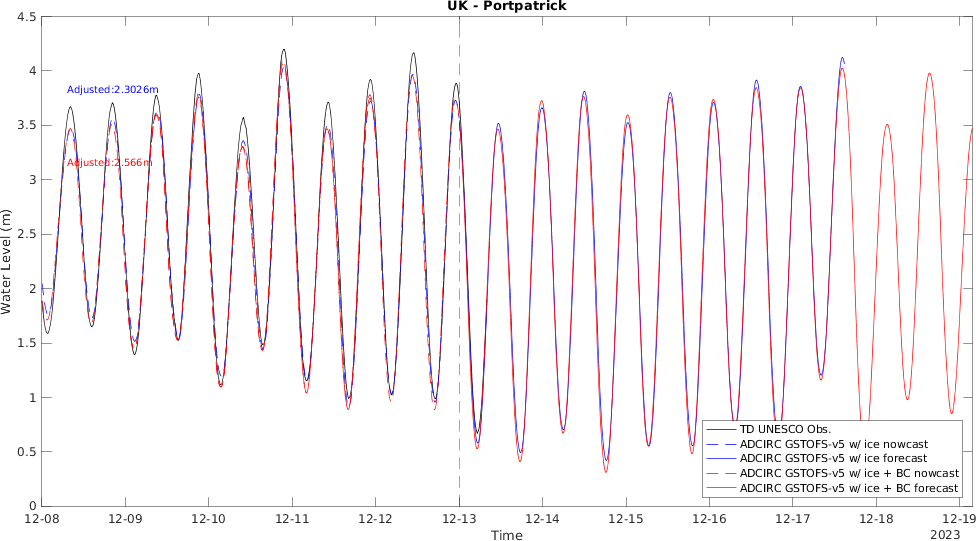 UK - Portpatrick
4.5
4
3.5
3
2.5
2
1.5
1
0.5
0
Water Level (m)
Adjusted:2.3026m
Adjusted:2.566m
TD UNESCO Obs.
ADCIRC GSTOFS-v5 w/ ice nowcast
ADCIRC GSTOFS-v5 w/ ice forecast
ADCIRC GSTOFS-v5 w/ ice + BC nowcast
ADCIRC GSTOFS-v5 w/ ice + BC forecast
12-08 12-09 12-10 12-11 12-12 12-13 12-14 12-15 12-16 12-17 12-18 12-19
Time
2023